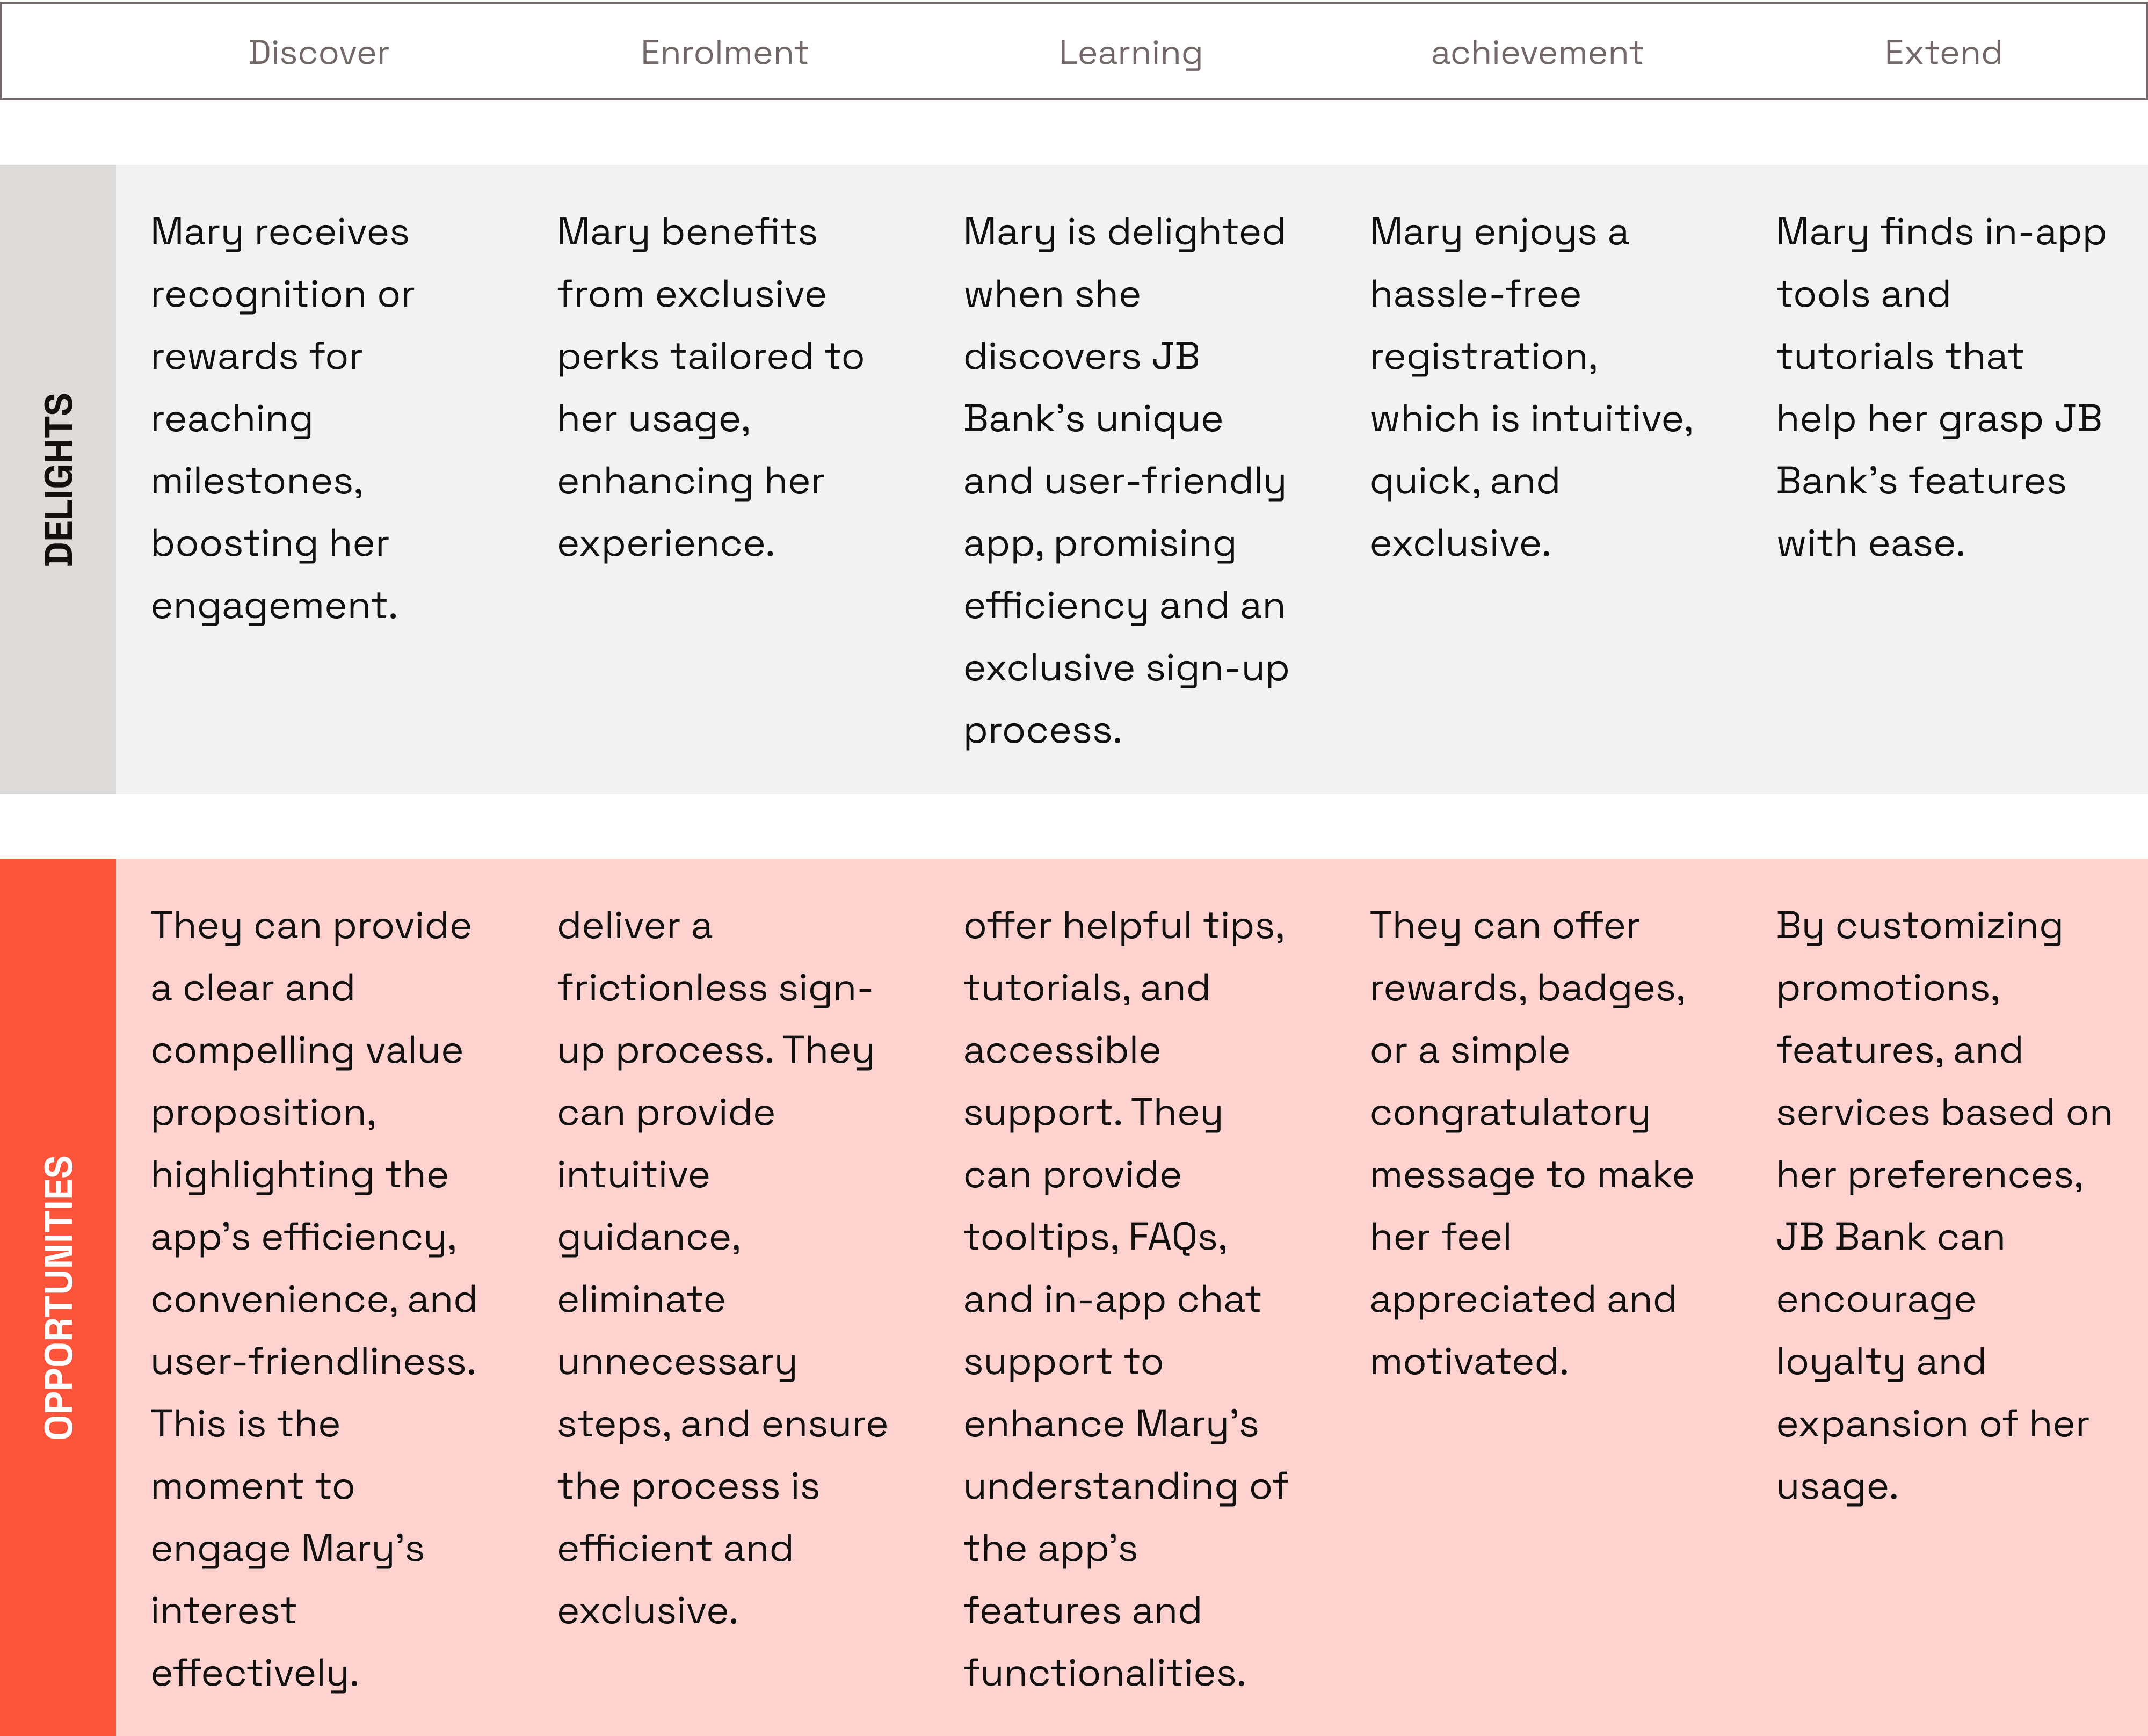 Discover
Enrolment
Learning
achievement
Extend
DELIGHTS
Mary receives
recognition or
rewards for
reaching
milestones,
boosting her
engagement.
Mary benefits
from exclusive
perks tailored to
her usage,
enhancing her
experience.
Mary is delighted
when she
discovers JB
Bank’s unique
and user-friendly
app, promising
efficiency and an
exclusive sign-up
process.
Mary enjoys a
hassle-free
registration,
which is intuitive,
quick, and
exclusive.
Mary finds in-app
tools and
tutorials that
help her grasp JB
Bank’s features
with ease.
OPPORTUNITIES
They can provide
a clear and
compelling value
proposition,
highlighting the
app’s efficiency,
convenience, and
user-friendliness.
This is the
moment to
engage Mary’s
interest
effectively.
deliver a
frictionless sign-
up process. They
can provide
intuitive
guidance,
eliminate
unnecessary
steps, and ensure
the process is
efficient and
exclusive.
offer helpful tips,
tutorials, and
accessible
support. They
can provide
tooltips, FAQs,
and in-app chat
support to
enhance Mary’s
understanding of
the app’s
features and
functionalities.
They can offer
rewards, badges,
or a simple
congratulatory
message to make
her feel
appreciated and
motivated.
By customizing
promotions,
features, and
services based on
her preferences,
JB Bank can
encourage
loyalty and
expansion of her
usage.